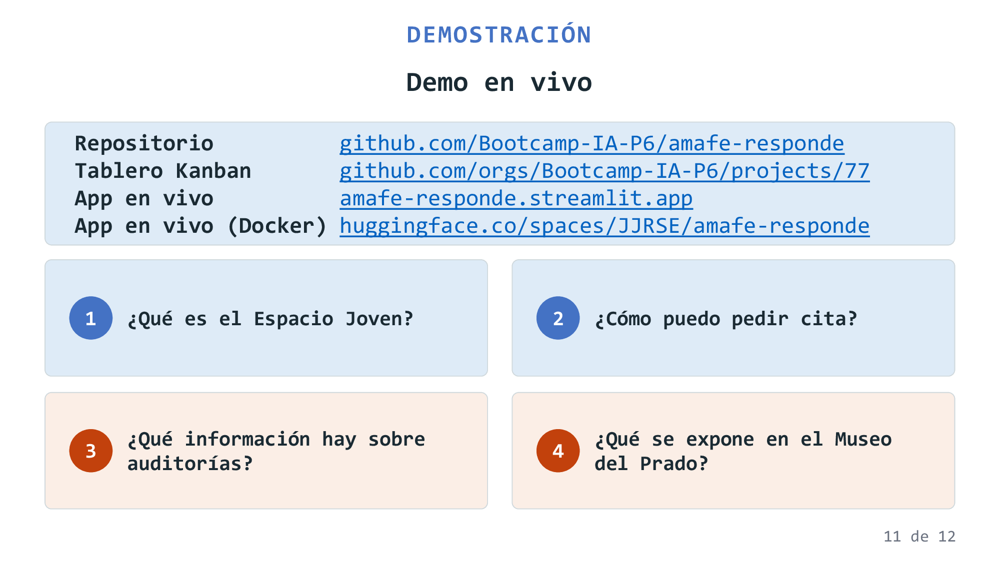 DEMOSTRACIÓN
Demo en vivo
Repositorio github.com/Bootcamp-IA-P6/amafe-responde
Tablero Kanban github.com/orgs/Bootcamp-IA-P6/projects/77
App en vivo amafe-responde.streamlit.app
App en vivo (Docker) huggingface.co/spaces/JJRSE/amafe-responde
1 ¿Qué es el Espacio Joven?
2 ¿Cómo puedo pedir cita?
3 ¿Qué información hay sobre
auditorías?
4 ¿Qué se expone en el Museo
del Prado?
11 de 12